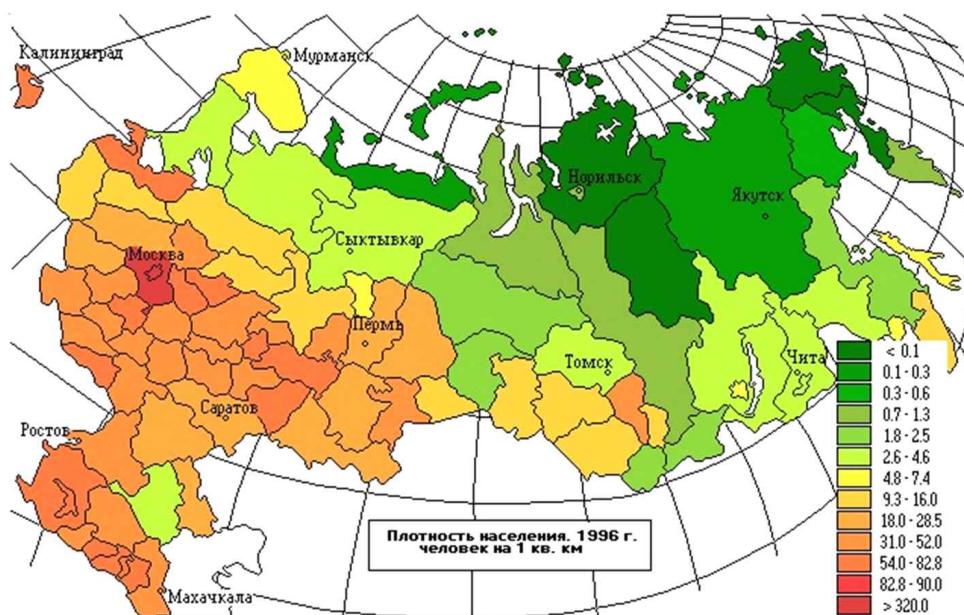 Калининград
Мурманск
Норильск
Якутск
Сыктывкар
Москва
Пермь
Томск
Чита
Саратов
Ростов
Махачкала
Плотность населения. 1996 г.
человек на 1 кв. км
< 0.1
0.1 - 0.3
0.3 - 0.6
0.7 - 1.3
1.8 - 2.5
2.6 - 4.6
4.8 - 7.4
9.3 - 16.0
18.0 - 28.5
31.0 - 52.0
54.0 - 82.8
82.8 - 90.0
> 320.0